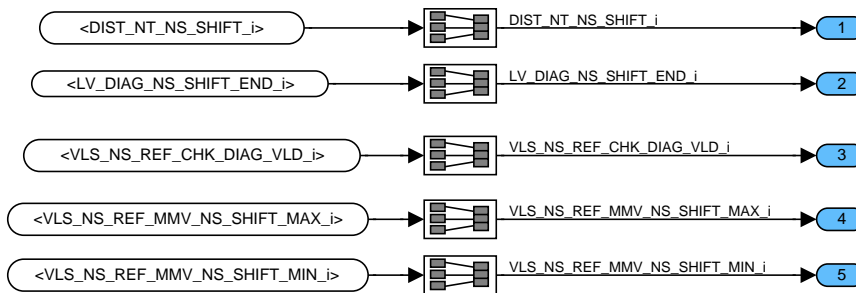 <DIST_NT_NS_SHIFT_i>
DIST_NT_NS_SHIFT_i
1
<LV_DIAG_NS_SHIFT_END_i>
LV_DIAG_NS_SHIFT_END_i
2
<VLS_NS_REF_CHK_DIAG_VLD_i>
VLS_NS_REF_CHK_DIAG_VLD_i
3
<VLS_NS_REF_MMV_NS_SHIFT_MAX_i>
VLS_NS_REF_MMV_NS_SHIFT_MAX_i
4
<VLS_NS_REF_MMV_NS_SHIFT_MIN_i>
VLS_NS_REF_MMV_NS_SHIFT_MIN_i
5